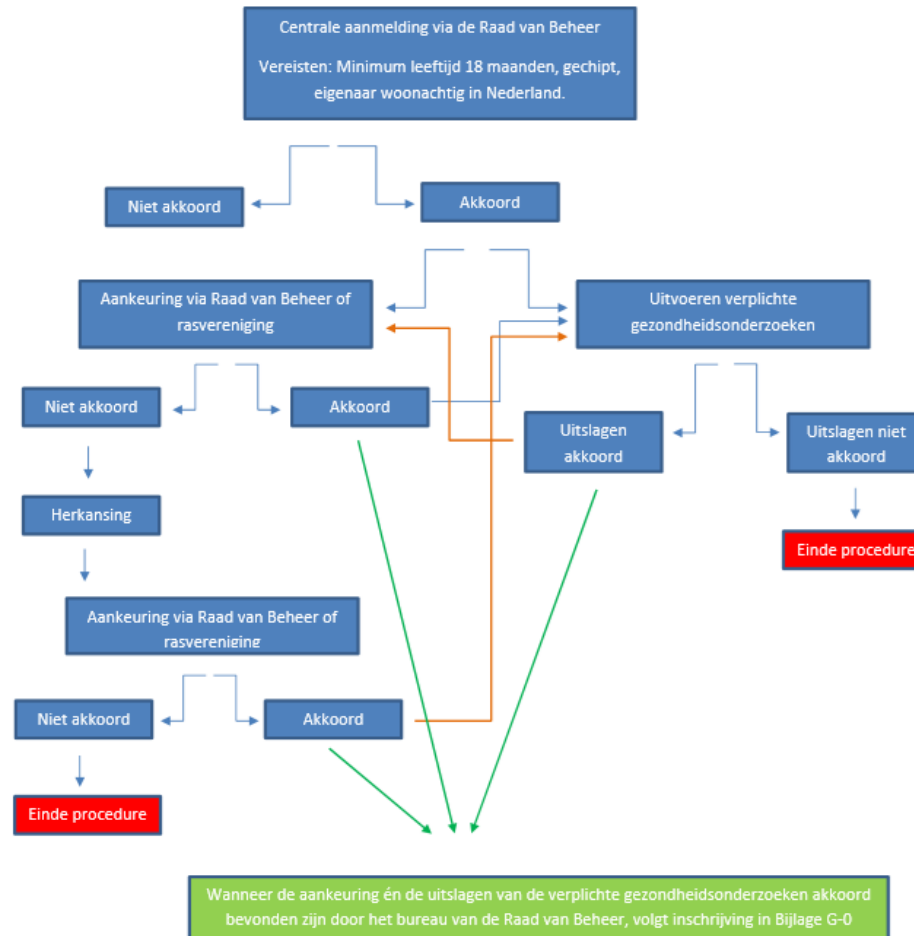 Centrale aanmelding via de Raad van Beheer
Vereisten: Minimum leeftijd 18 maanden, gechipt,
eigenaar woonachtig in Nederland.
Niet akkoord
Akkoord
Aankeuring via Raad van Beheer of
rasvereniging
Uitvoeren verplichte
gezondheidsonderzoeken
Niet akkoord
Akkoord
Uitslagen
akkoord
Uitslagen niet
akkoord
Herkansing
Einde procedure
Aankeuring via Raad van Beheer of
rasvereniging
Niet akkoord
Akkoord
Einde procedure
Wanneer de aankeuring én de uitslagen van de verplichte gezondheidsonderzoeken akkoord
bevonden zijn door het bureau van de Raad van Beheer, volgt inschrijving in Bijlage G-0